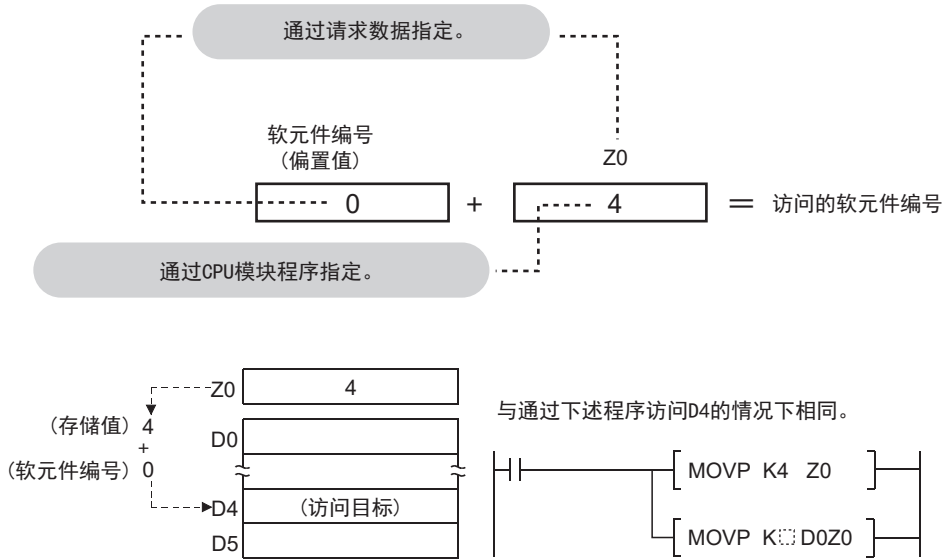 通过请求数据指定。
软元件编号
(偏置值)
Z0
0 + 4 = 访问的软元件编号
通过CPU模块程序指定。
Z0 4
(存储值) 4
+
(软元件编号) 0
D0
D4 (访问目标)
D5
与通过下述程序访问D4的情况下相同。
MOVP K4 Z0
MOVP K D0Z0